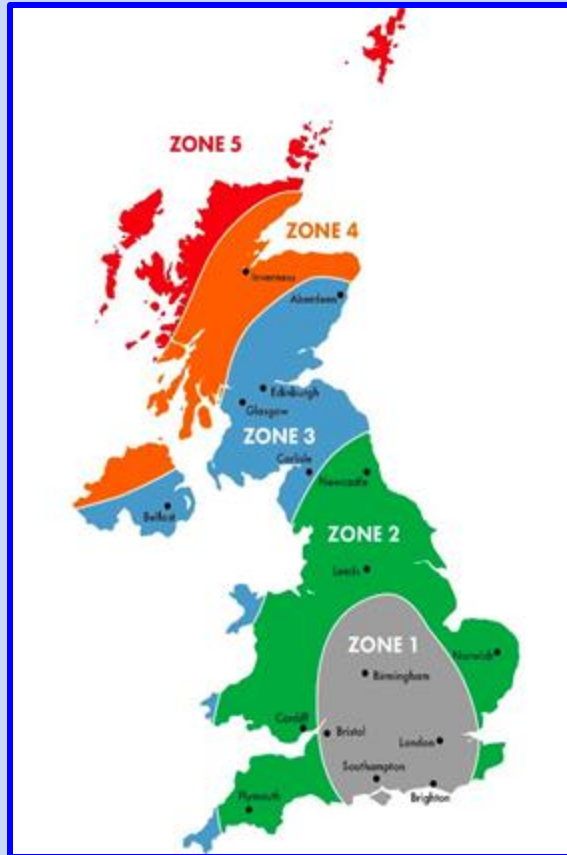 ZONE 5
ZONE 4
Inverness
Aberdeen
Edinburgh
Glasgow
ZONE 3
Carlisle
Newcastle
Belfast
ZONE 2
Leeds
ZONE 1
Norwich
Birmingham
Cardiff
Bristol
London
Southampton
Plymouth
Brighton